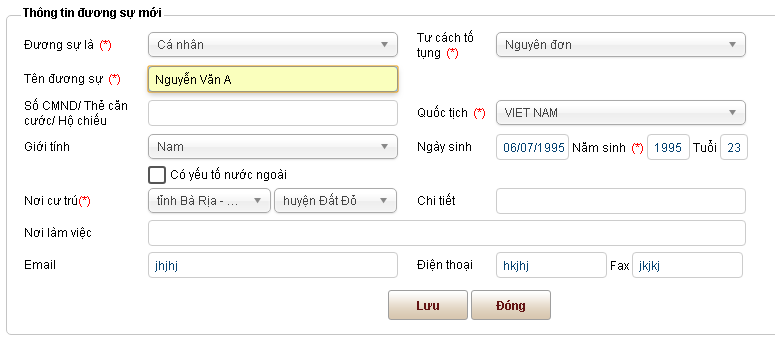 Thông tin đương sự mới
Đương sự là (*) Cá nhân Tư cách tố tụng (*) Nguyên đơn
Tên đương sự (*) Nguyễn Văn A
Số CMND/ Thẻ căn cước/ Hộ chiếu Quốc tịch (*) VIET NAM
Giới tính Nam Ngày sinh 06/07/1995 Năm sinh (*) 1995 Tuổi 23
Có yếu tố nước ngoài
Nơi cư trú(*) tỉnh Bà Rịa - ... huyện Đất Đỏ Chi tiết
Nơi làm việc
Email jhjhj Điện thoại hkjhj Fax jkjkj
Lưu Đóng